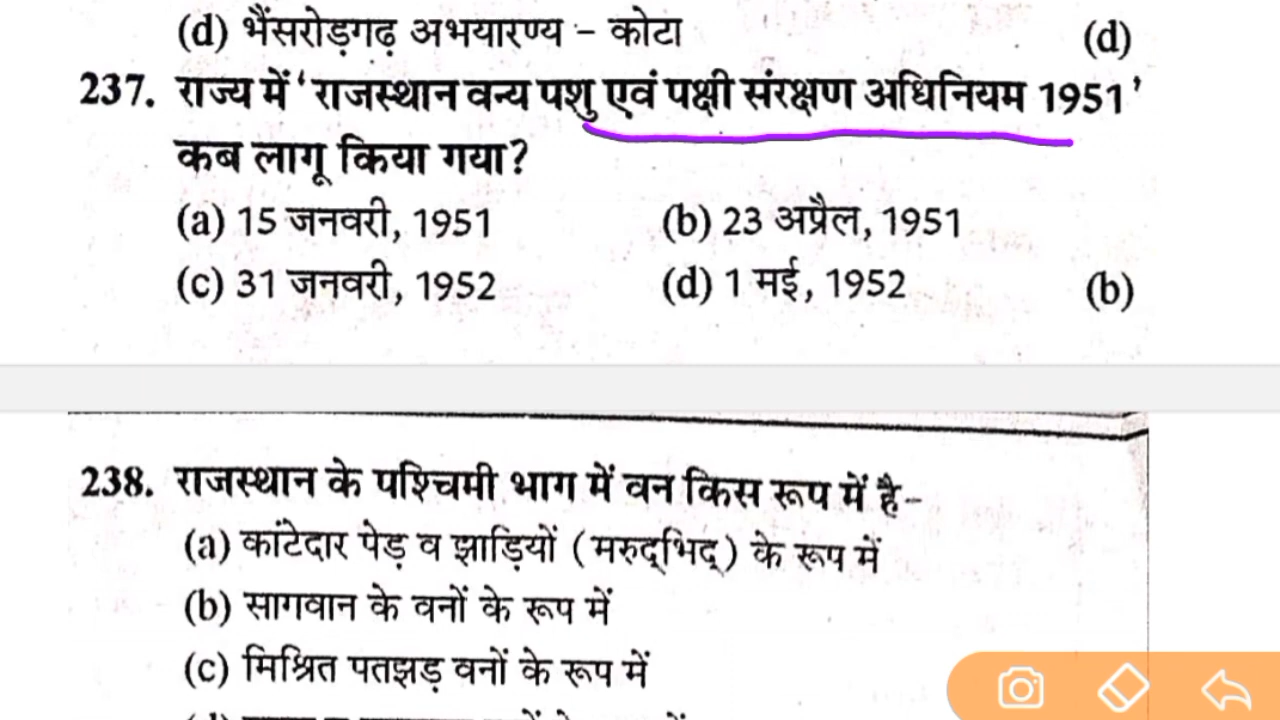 (d) भैंसरोड़गढ़ अभयारण्य – कोटा (d)
237. राज्य में ‘राजस्थान वन्य पशु एवं पक्षी संरक्षण अधिनियम 1951’
कब लागू किया गया?
(a) 15 जनवरी, 1951 (b) 23 अप्रैल, 1951
(c) 31 जनवरी, 1952 (d) 1 मई, 1952 (b)
238. राजस्थान के पश्चिमी भाग में वन किस रूप में है–
(a) कांटेदार पेड़ व झाड़ियों (मरुद्भिद्) के रूप में
(b) सागवान के वनों के रूप में
(c) मिश्रित पतझड़ वनों के रूप में